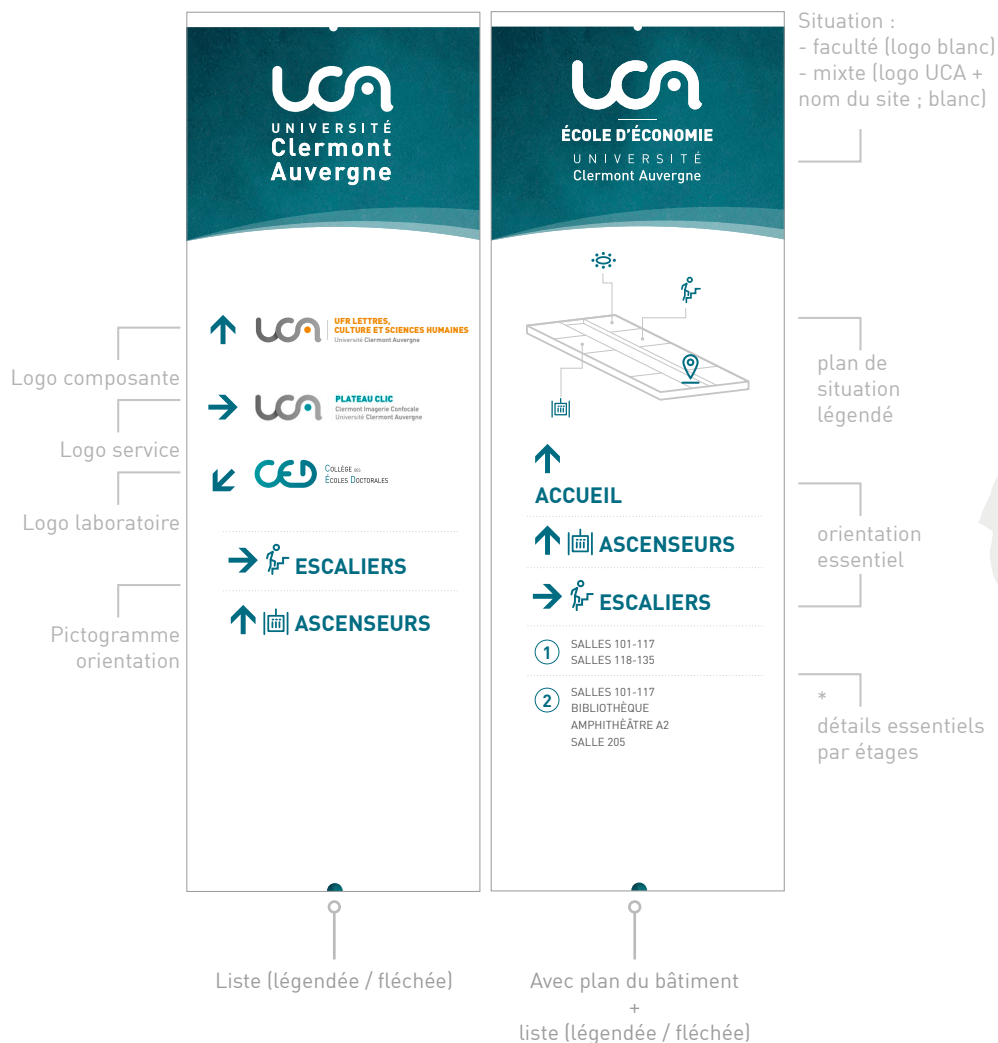 Situation :
- faculté (logo blanc)
- mixte (logo UCA +
nom du site ; blanc)
UCA
UNIVERSITÉ
Clermont
Auvergne
UCA
ÉCOLE D'ÉCONOMIE
UNIVERSITÉ
Clermont Auvergne
Logo composante
Logo service
Logo laboratoire
Pictogramme
orientation
UCA
UFR LETTRES,
CULTURE ET SCIENCES HUMAINES
Université Clermont Auvergne
UCA
PLATEAU CLIC
Clermont Imagerie Confocale
Université Clermont Auvergne
CED
COLLÈGE DES
ÉCOLES DOCTORALES
ESCALIERS
ASCENSEURS
ACCUEIL
ASCENSEURS
ESCALIERS
1
SALLES 101-117
SALLES 118-135
2
SALLES 101-117
BIBLIOTHÈQUE
AMPHITHÈÂTRE A2
SALLE 205
plan de
situation
légendé
orientation
essentiel
*
détails essentiels
par étages
Liste (légendée / fléchée)
Avec plan du bâtiment
+
liste (légendée / fléchée)